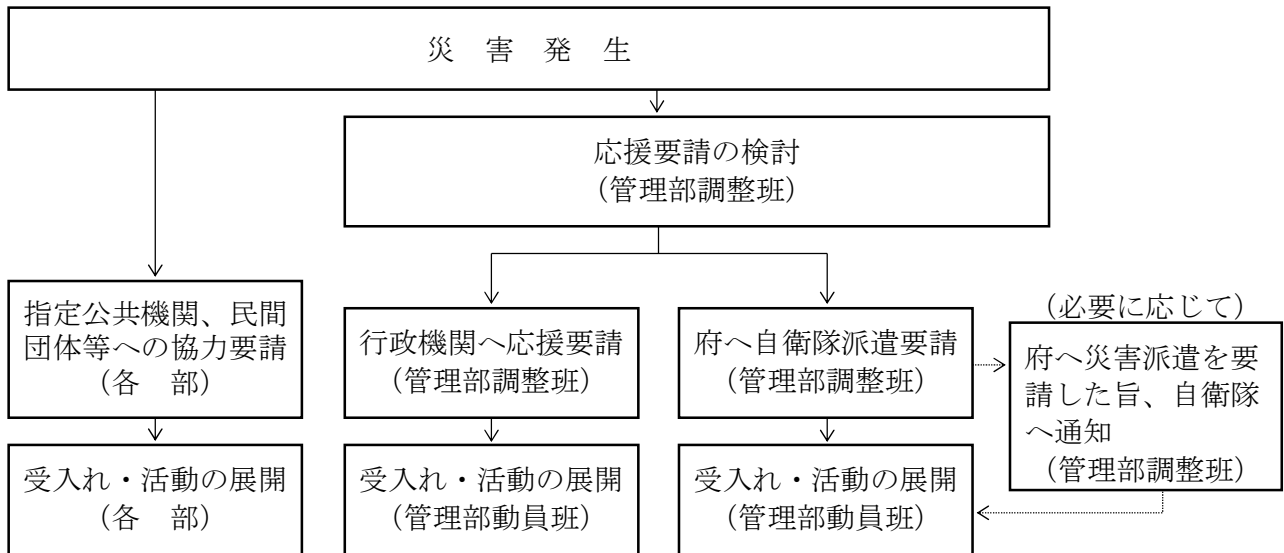 災　害　発　生
応援要請の検討
（管理部調整班）
指定公共機関、民間
団体等への協力要請
（各　部）
行政機関へ応援要請
（管理部調整班）
府へ自衛隊派遣要請
（管理部調整班）
（必要に応じて）
府へ災害派遣を要
請した旨、自衛隊
へ通知
（管理部調整班）
受入れ・活動の展開
（各　部）
受入れ・活動の展開
（管理部動員班）
受入れ・活動の展開
（管理部動員班）